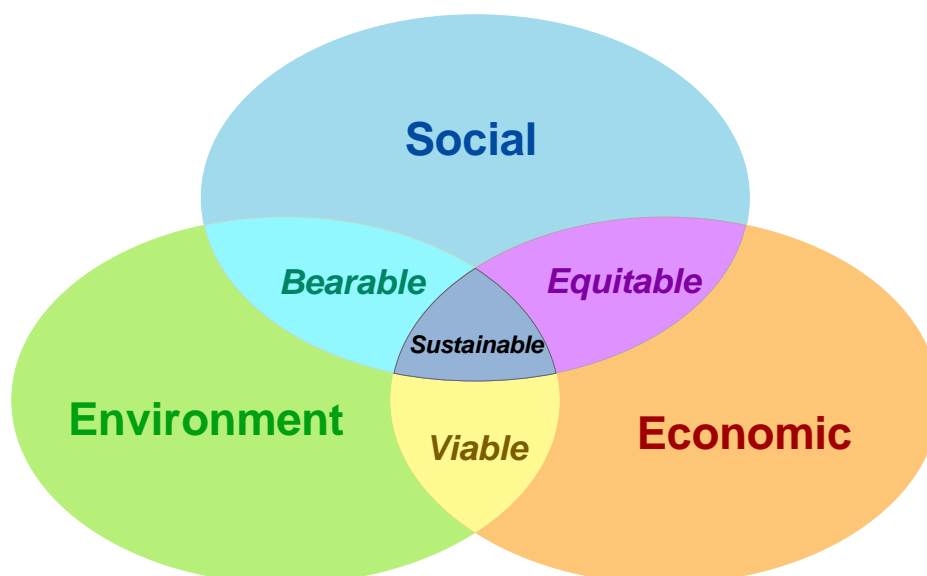 Social
Bearable
Equitable
Sustainable
Environment
Economic
Viable